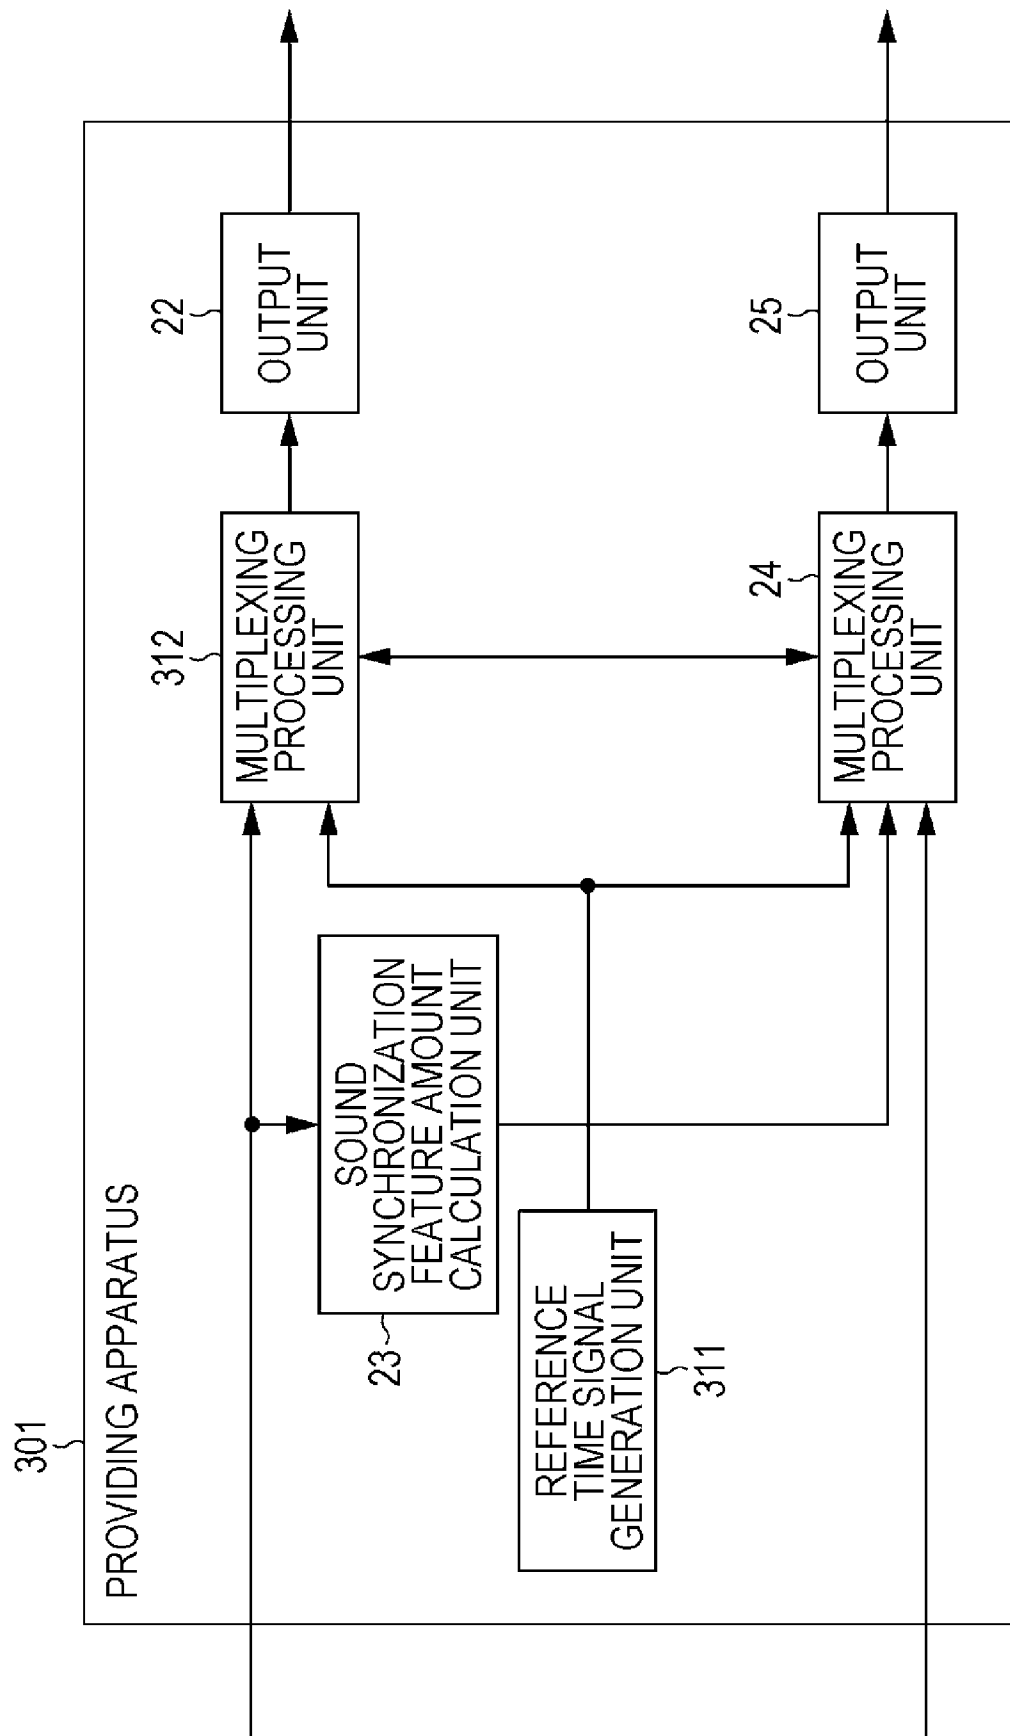 301
PROVIDING APPARATUS
23
SOUND
SYNCHRONIZATION
FEATURE AMOUNT
CALCULATION UNIT
REFERENCE
TIME SIGNAL
GENERATION UNIT
311
312
MULTIPLEXING
PROCESSING
UNIT
22
OUTPUT
UNIT
24
MULTIPLEXING
PROCESSING
UNIT
25
OUTPUT
UNIT